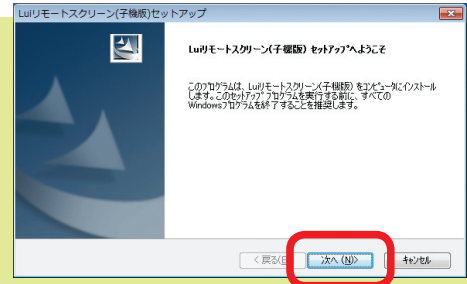 Luiリモートスクリーン(子機版)セットアップ
Luiリモートスクリーン(子機版) セットアップへようこそ
このプログラムは、Luiリモートスクリーン(子機版) をコンピュータにインストール
します。このセットアップ プログラムを実行する前に、すべての
Windowsプログラムを終了することを推奨します。
< 戻る(B
次へ (N)>
キャンセル